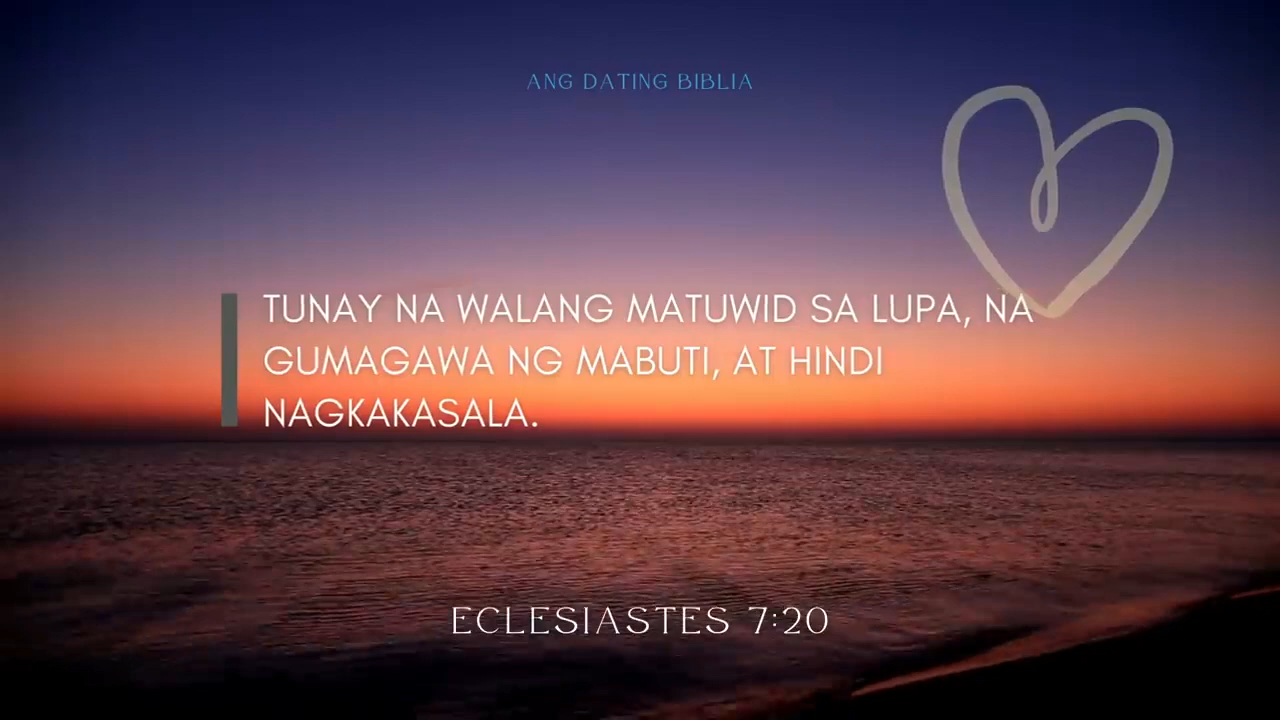 ANG DATING BIBLIA
TUNAY NA WALANG MATUWID SA LUPA, NA
GUMAGAWA NG MABUTI, AT HINDI
NAGKAKASALA.
ECLESIASTES 7:20